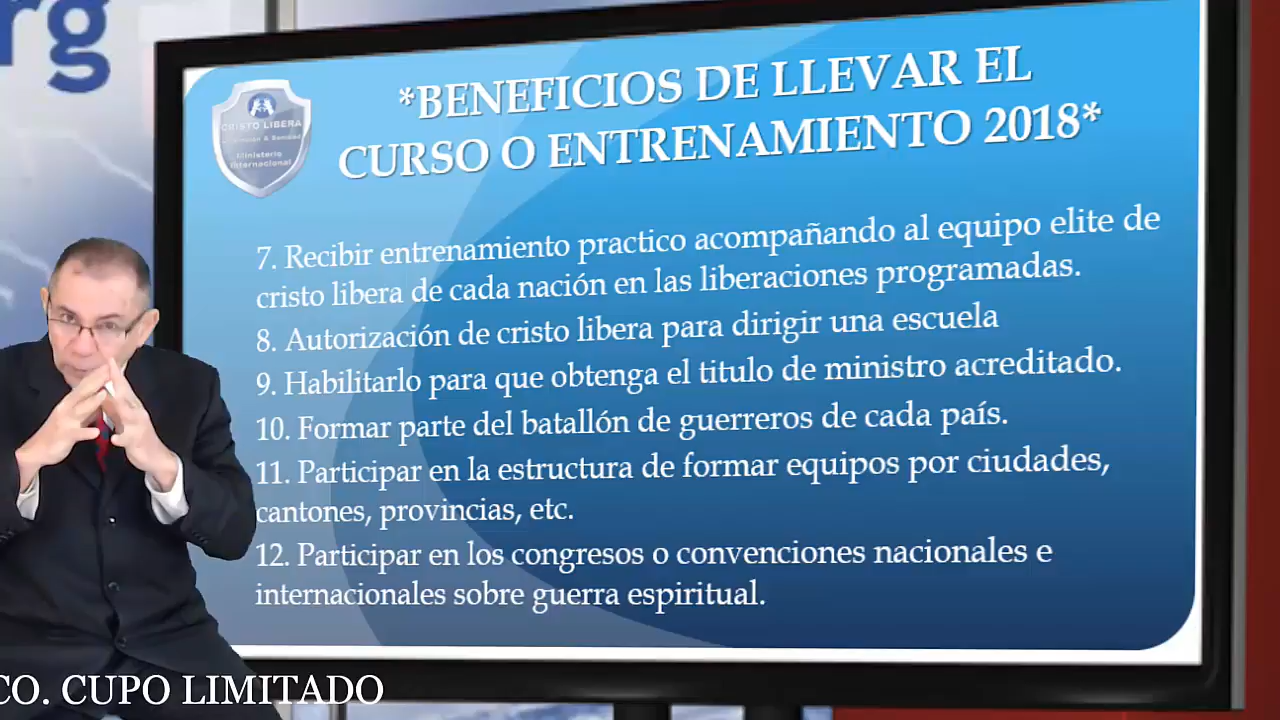 rg
*BENEFICIOS DE LLEVAR EL
CURSO O ENTRENAMIENTO 2018*
CRISTO LIBERA
Ministerio
Internacional
7. Recibir entrenamiento practico acompañando al equipo elite de
cristo libera de cada nación en las liberaciones programadas.
8. Autorización de cristo libera para dirigir una escuela
9. Habilitarlo para que obtenga el titulo de ministro acreditado.
10. Formar parte del batallón de guerreros de cada país.
11. Participar en la estructura de formar equipos por ciudades,
cantones, provincias, etc.
12. Participar en los congresos o convenciones nacionales e
internacionales sobre guerra espiritual.
CO. CUPO LIMITADO